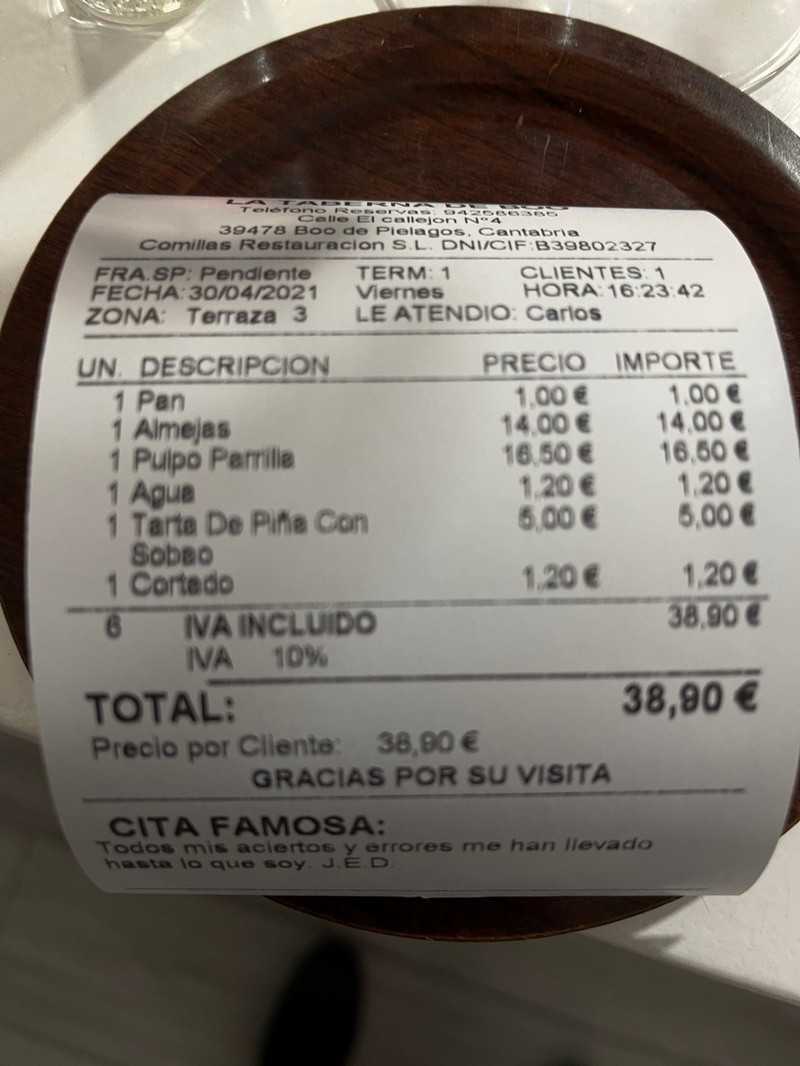 LA TABERNA DE BOO
Teléfono Reservas: 942586385
Calle El callejon Nº4
39478 Boo de Pielagos, Cantabria
Comillas Restauracion S.L. DNI/CIF:B39802327
FRA.SP: Pendiente TERM: 1 CLIENTES: 1
FECHA: 30/04/2021 Viernes HORA: 16:23:42
ZONA: Terraza 3 LE ATENDIO: Carlos
UN. DESCRIPCION PRECIO IMPORTE
1 Pan 1,00 € 1,00 €
1 Almejas 14,00 € 14,00 €
1 Pulpo Parrilla 16,50 € 16,50 €
1 Agua 1,20 € 1,20 €
1 Tarta De Piña Con 5,00 € 5,00 €
Sobao
1 Cortado 1,20 € 1,20 €
6 IVA INCLUIDO 38,90 €
IVA 10%
TOTAL: 38,90 €
Precio por Cliente: 38,90 €
GRACIAS POR SU VISITA
CITA FAMOSA:
Todos mis aciertos y errores me han llevado
hasta lo que soy. J.E.D.